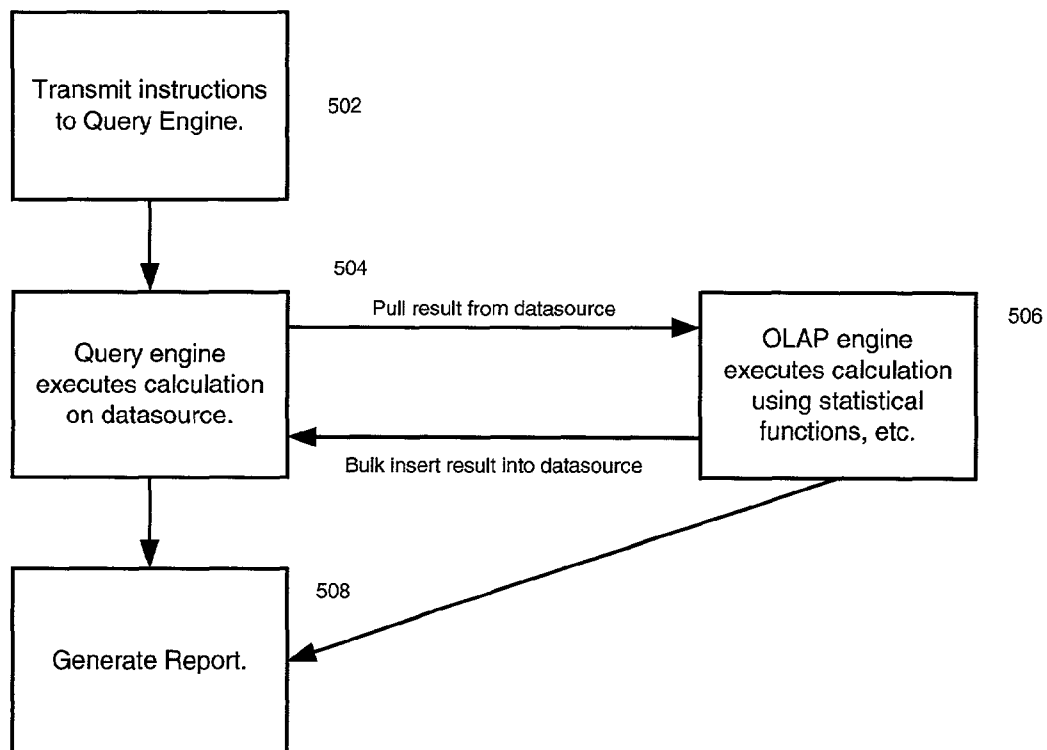 Transmit instructions
to Query Engine.
502
504
Pull result from datasource
506
Query engine
executes calculation
on datasource.
OLAP engine
executes calculation
using statistical
functions, etc.
Bulk insert result into datasource
508
Generate Report.